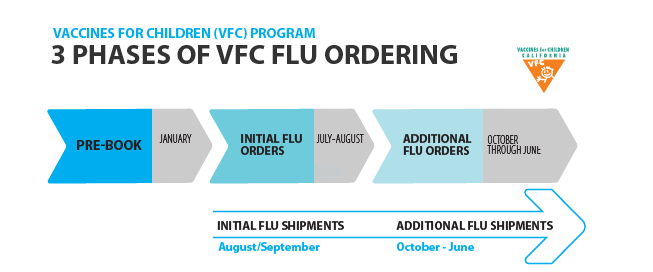 VACCINES FOR CHILDREN (VFC) PROGRAM
3 PHASES OF VFC FLU ORDERING
VACCINES for CHILDREN
CALIFORNIA
VFC
PRE-BOOK
JANUARY
INITIAL FLU
ORDERS
JULY–AUGUST
ADDITIONAL
FLU ORDERS
OCTOBER
THROUGH JUNE
INITIAL FLU SHIPMENTS
August/September
ADDITIONAL FLU SHIPMENTS
October - June